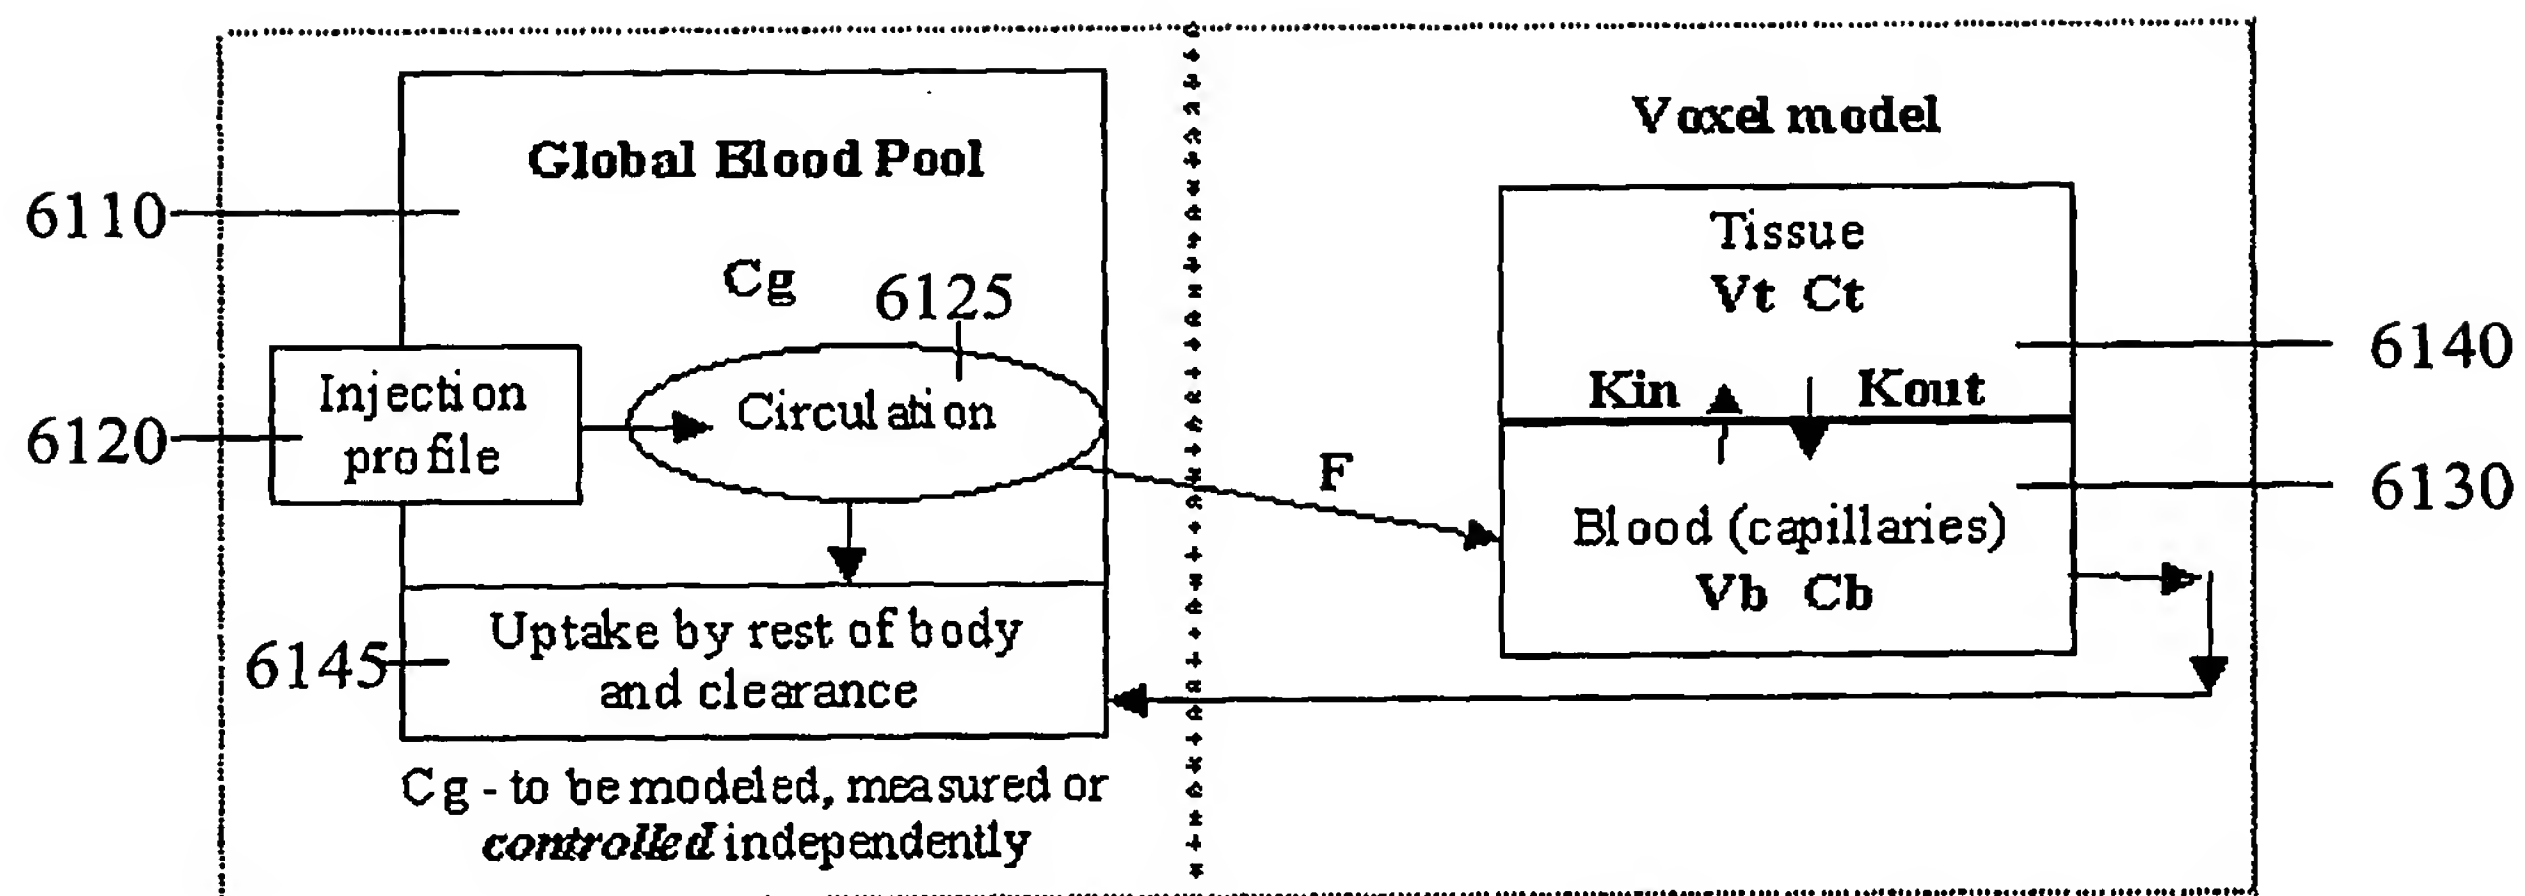 Global Blood Pool
6110
Cg
6125
Injection
profile
6120
Circulation
Uptake by rest of body
and clearance
6145
Cg - to be modeled, measured or
controlled independently
F
Voxel model
Tissue
Vt Ct
6140
Kin
Kout
6130
Blood (capillaries)
Vb Cb